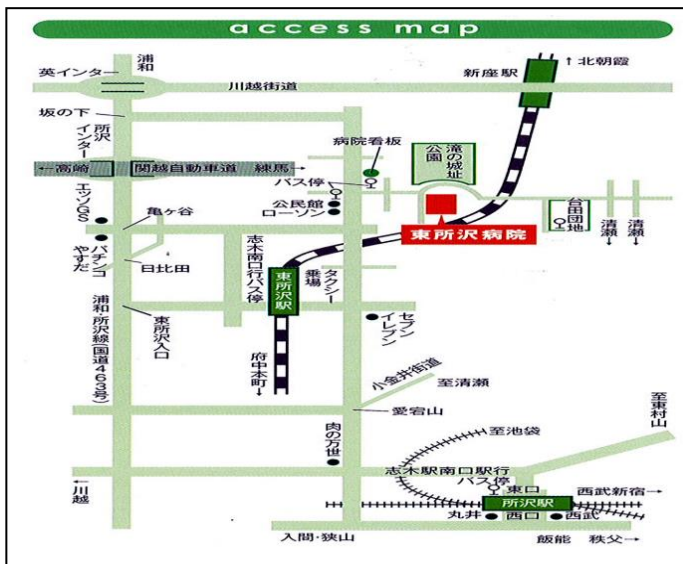 access map
浦和
↑北朝霞
英インター
新座駅
川越街道
坂の下
所沢インター
病院看板
滝の城址公園
←高崎
関越自動車道
練馬→
バス停
エッソGS
公民館
ローソン
台田団地
清瀬↓
清瀬↓
亀ヶ谷
東所沢病院
パチンコやすだ
志木南口行バス停
タクシー乗場
日比田
東所沢駅
浦和・所沢線(国道463号)
東所沢入口
セブンイレブン
府中本町↓
小金井街道
至清瀬
至東村山
愛宕山
肉の万世
至池袋
志木駅南口駅行
バス停
東口
←川越
所沢駅
西武新宿→
丸井
西口
西武
入間・狭山
飯能
秩父→